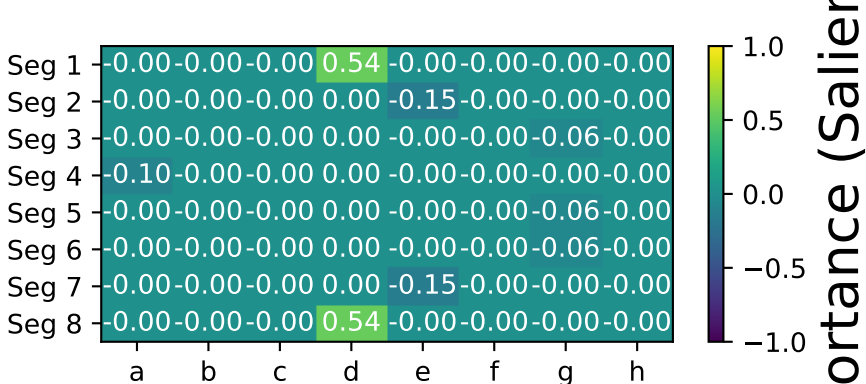 Seg 1 -0.00 -0.00 -0.00 0.54 -0.00 -0.00 -0.00 -0.00
Seg 2 -0.00 -0.00 -0.00 0.00 -0.15 -0.00 -0.00 -0.00
Seg 3 -0.00 -0.00 -0.00 0.00 -0.00 -0.00 -0.06 -0.00
Seg 4 -0.10 -0.00 -0.00 0.00 -0.00 -0.00 -0.00 -0.00
Seg 5 -0.00 -0.00 -0.00 0.00 -0.00 -0.00 -0.06 -0.00
Seg 6 -0.00 -0.00 -0.00 0.00 -0.00 -0.00 -0.06 -0.00
Seg 7 -0.00 -0.00 -0.00 0.00 -0.15 -0.00 -0.00 -0.00
Seg 8 -0.00 -0.00 -0.00 0.54 -0.00 -0.00 -0.00 -0.00
a b c d e f g h
1.0
0.5
0.0
−0.5
−1.0
ortance (Salien